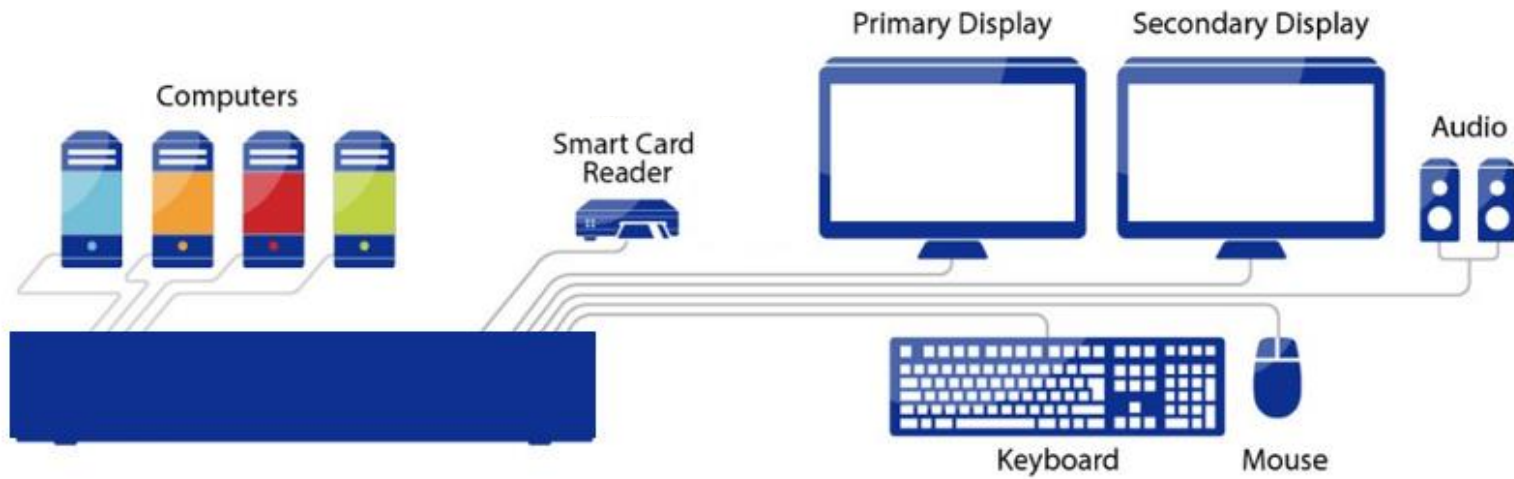 Primary Display
Secondary Display
Computers
Smart Card
Reader
Audio
Keyboard
Mouse